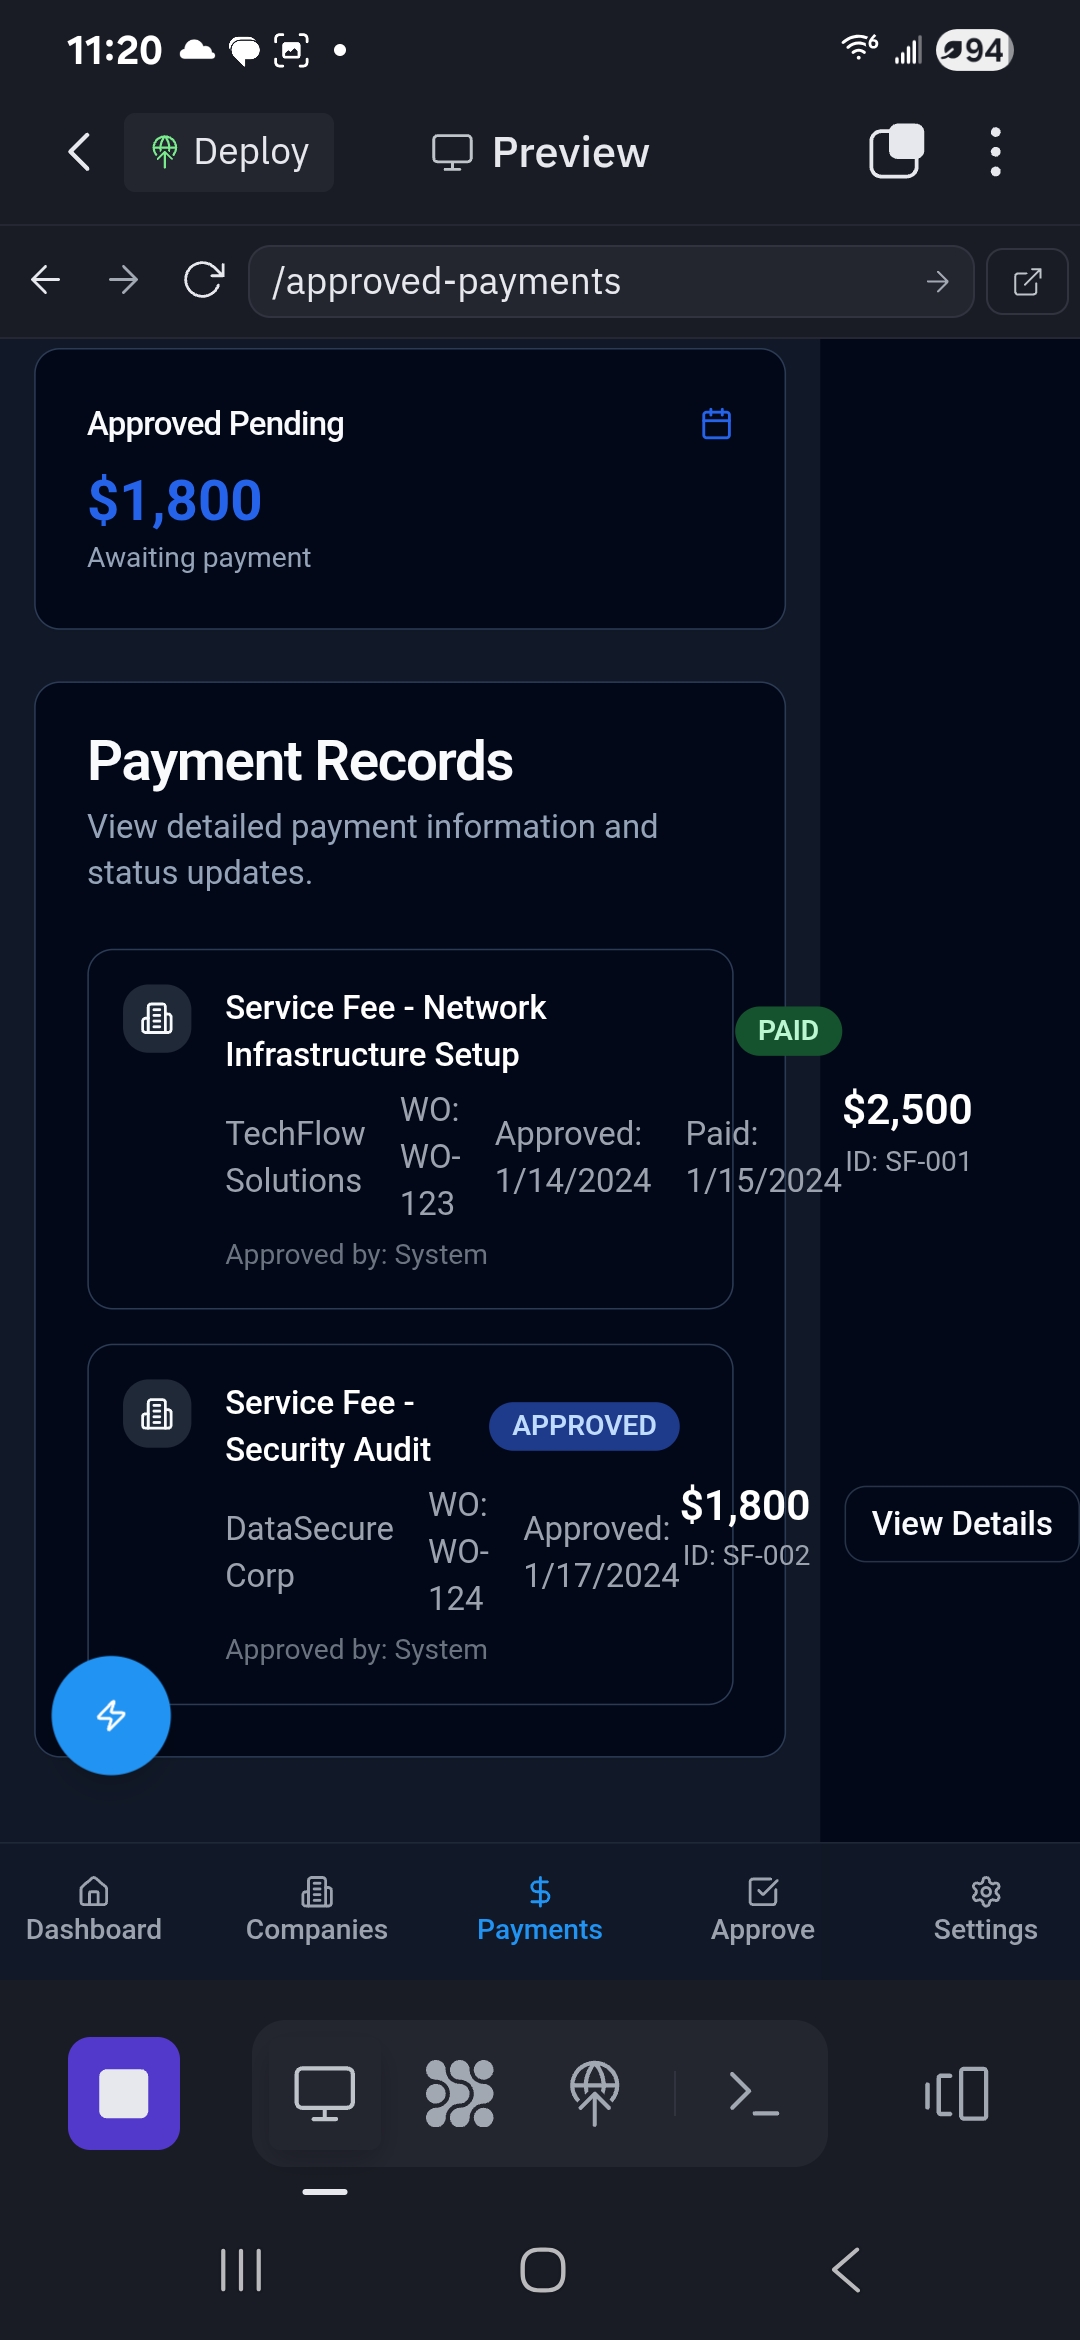 11:20
6
94
Deploy
Preview
/approved-payments
Approved Pending
$1,800
Awaiting payment
Payment Records
View detailed payment information and
status updates.
Service Fee - Network
Infrastructure Setup
PAID
TechFlow
Solutions
WO:
WO-
123
Approved:
1/14/2024
Paid:
1/15/2024
$2,500
ID: SF-001
Approved by: System
Service Fee -
Security Audit
APPROVED
DataSecure
Corp
WO:
WO-
124
Approved:
1/17/2024
$1,800
ID: SF-002
View Details
Approved by: System
Dashboard
Companies
Payments
Approve
Settings